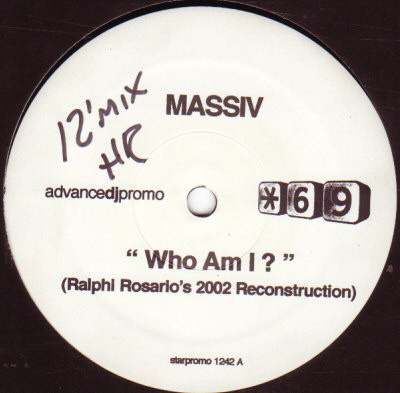 MASSIV
12'MIX
HR
advancedjpromo
*69
“ Who Am I ? ”
(Ralphi Rosario's 2002 Reconstruction)
starpromo 1242 A